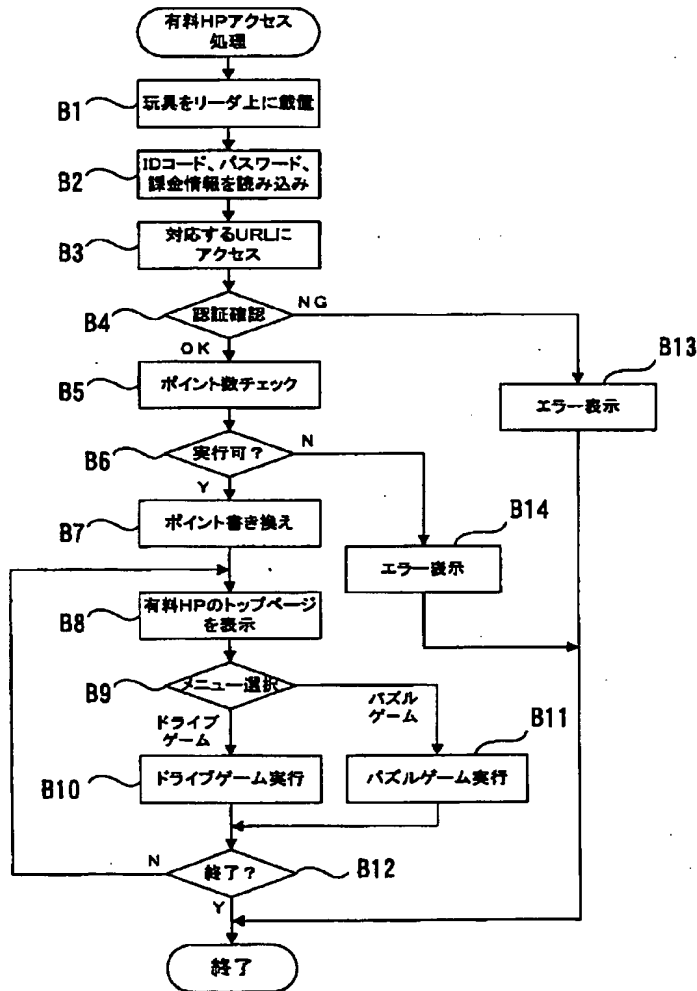 有料HPアクセス
処理
B1
玩具をリーダ上に載置
B2
IDコード、パスワード、
課金情報を読み込み
B3
対応するURLに
アクセス
B4
認証確認
NG
OK
B13
エラー表示
B5
ポイント数チェック
B6
実行可?
N
Y
B7
ポイント書き換え
B14
エラー表示
B8
有料HPのトップページ
を表示
B9
メニュー選択
ドライブ
ゲーム
パズル
ゲーム
B10
ドライブゲーム実行
B11
パズルゲーム実行
N
終了?
B12
Y
終了